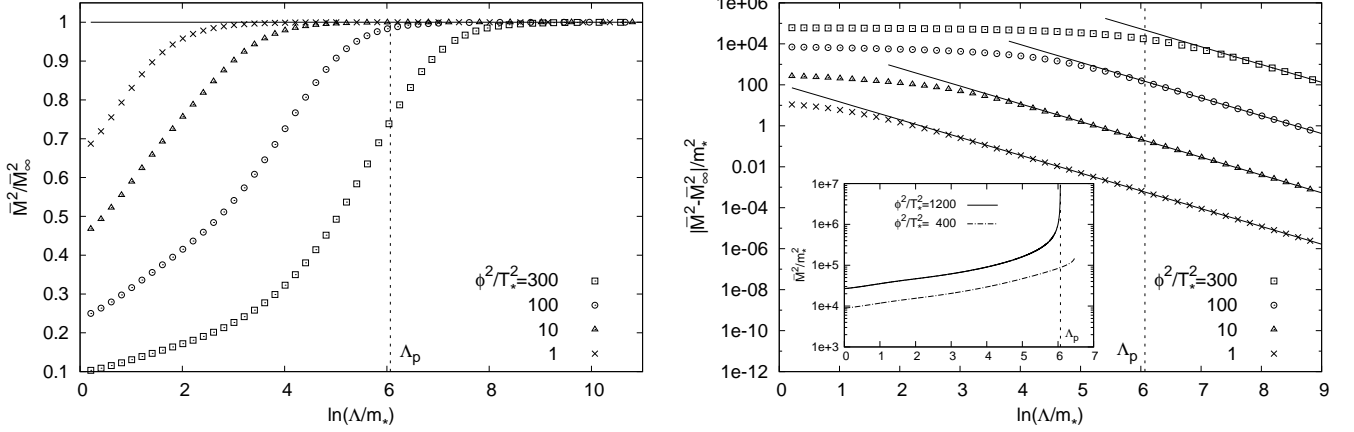 M̄²/M̄²∞
1
0.9
0.8
0.7
0.6
0.5
0.4
0.3
0.2
0.1
0 2 4 6 8 10
ln(Λ/m⋆)
Λp
ϕ²/T⋆²=300
100
10
1
|M̄²-M̄²∞|/m⋆²
1e+06
1e+04
100
1
0.01
1e-04
1e-06
1e-08
1e-10
1e-12
0 1 2 3 4 5 6 7 8 9
ln(Λ/m⋆)
Λp
ϕ²/T⋆²=300
100
10
1
M̄²/m⋆²
1e+7
1e+6
1e+5
1e+4
1e+3
0 1 2 3 4 5 6 7
ϕ²/T⋆²=1200
ϕ²/T⋆²= 400
Λp